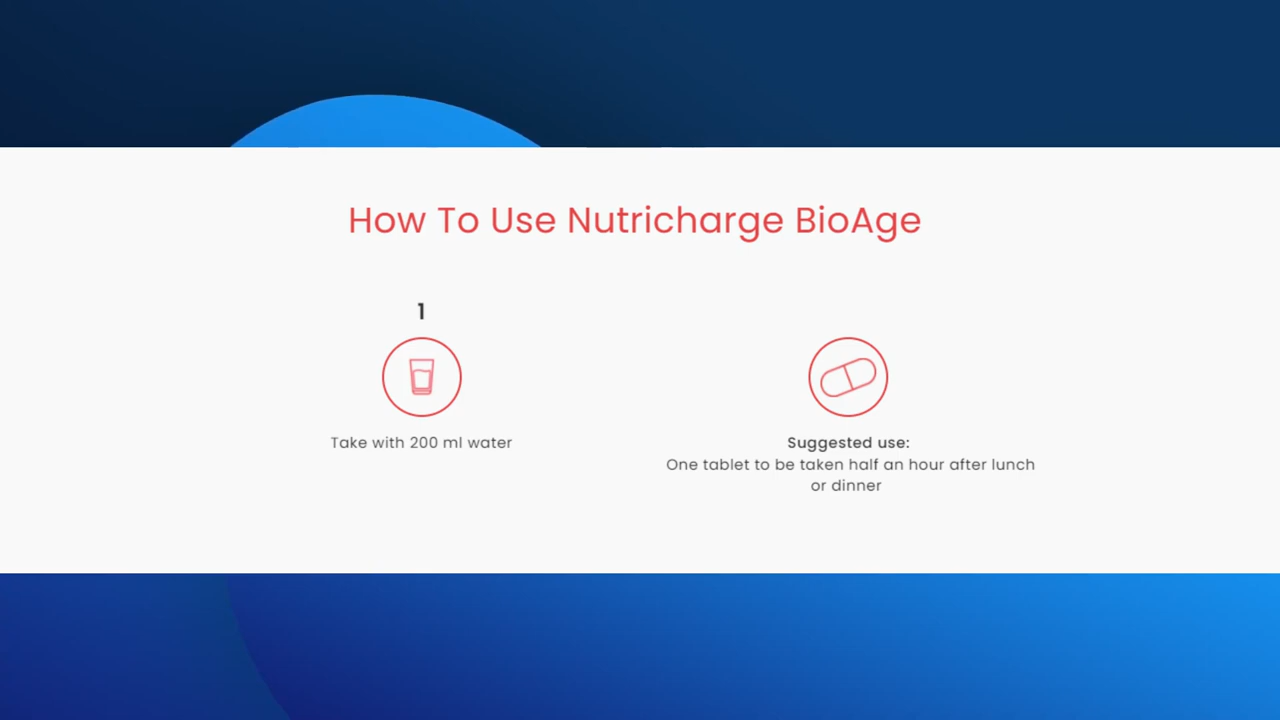 How To Use Nutricharge BioAge
1
Take with 200 ml water
Suggested use:
One tablet to be taken half an hour after lunch
or dinner